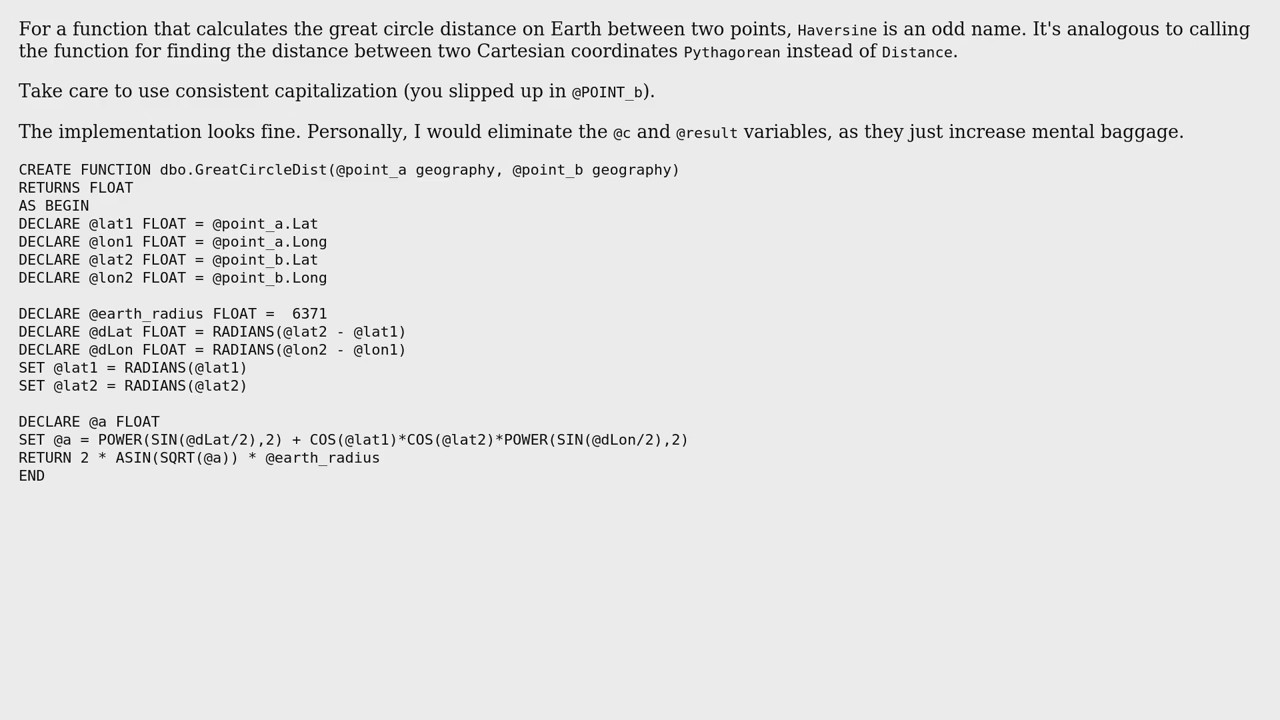 For a function that calculates the great circle distance on Earth between two points, Haversine is an odd name. It's analogous to calling
the function for finding the distance between two Cartesian coordinates Pythagorean instead of Distance.
Take care to use consistent capitalization (you slipped up in @POINT_b).
The implementation looks fine. Personally, I would eliminate the @c and @result variables, as they just increase mental baggage.
CREATE FUNCTION dbo.GreatCircleDist(@point_a geography, @point_b geography)
RETURNS FLOAT
AS BEGIN
DECLARE @lat1 FLOAT = @point_a.Lat
DECLARE @lon1 FLOAT = @point_a.Long
DECLARE @lat2 FLOAT = @point_b.Lat
DECLARE @lon2 FLOAT = @point_b.Long
DECLARE @earth_radius FLOAT =  6371
DECLARE @dLat FLOAT = RADIANS(@lat2 - @lat1)
DECLARE @dLon FLOAT = RADIANS(@lon2 - @lon1)
SET @lat1 = RADIANS(@lat1)
SET @lat2 = RADIANS(@lat2)
DECLARE @a FLOAT
SET @a = POWER(SIN(@dLat/2),2) + COS(@lat1)*COS(@lat2)*POWER(SIN(@dLon/2),2)
RETURN 2 * ASIN(SQRT(@a)) * @earth_radius
END